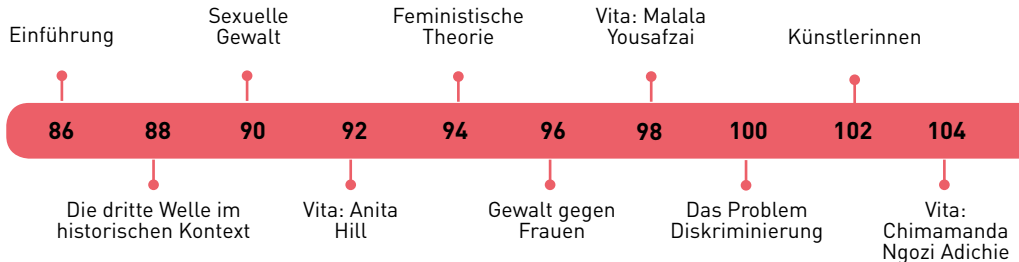 Einführung
Sexuelle
Gewalt
Feministische
Theorie
Vita: Malala
Yousafzai
Künstlerinnen
86 88 90 92 94 96 98 100 102 104
Die dritte Welle im
historischen Kontext
Vita: Anita
Hill
Gewalt gegen
Frauen
Das Problem
Diskriminierung
Vita:
Chimamanda
Ngozi Adichie